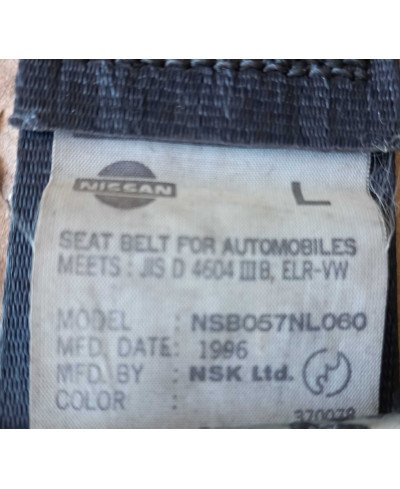 NISSAN L
SEAT BELT FOR AUTOMOBILES
MEETS : JIS D 4604 III B, ELR-VW
MODEL : NSB057NL060
MFD. DATE: 1996
MFD. BY : NSK Ltd.
COLOR :
370078